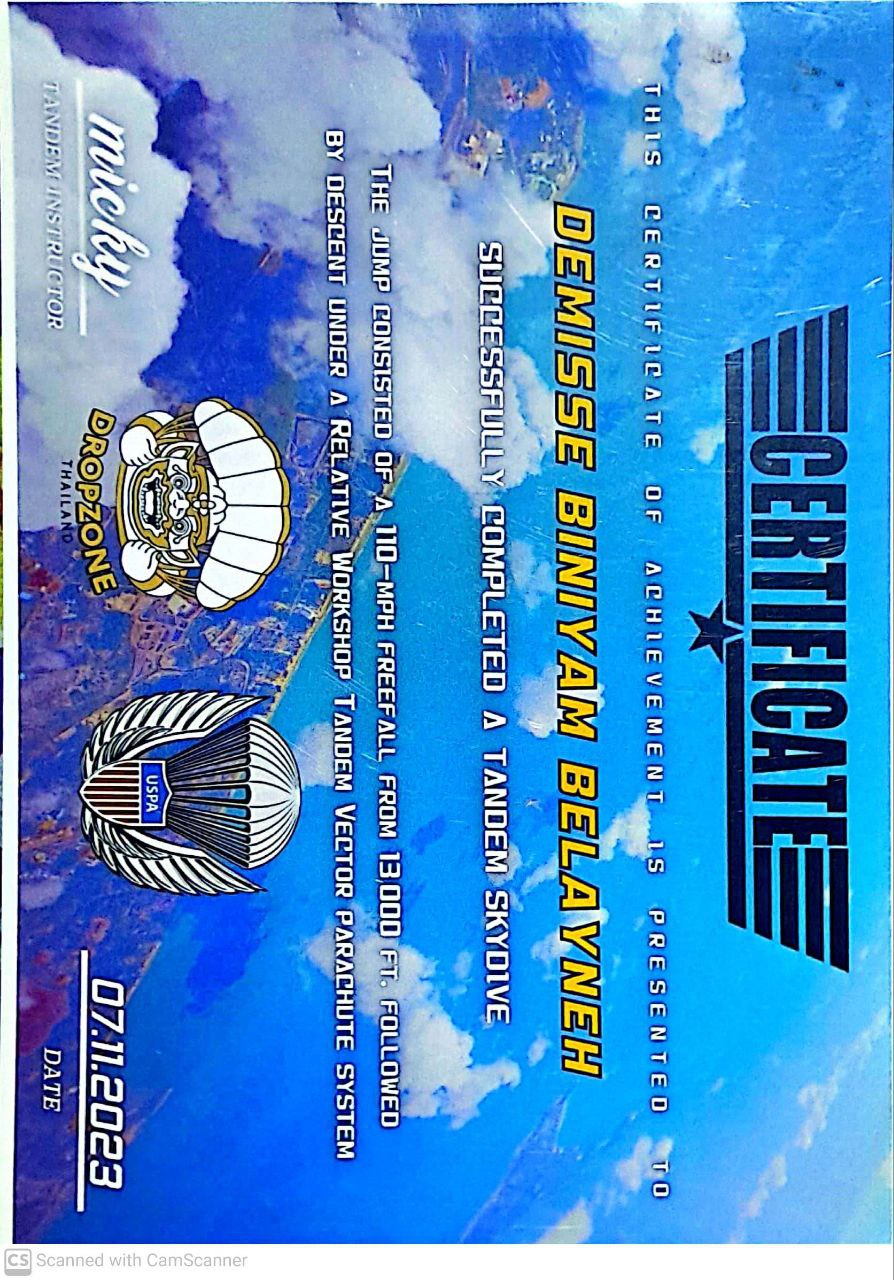 CERTIFICATE
THIS CERTIFICATE OF ACHIEVEMENT IS PRESENTED TO
DEMISSE BINIYAM BELAYNEH
SUCCESSFULLY COMPLETED A TANDEM SKYDIVE
THE JUMP CONSISTED OF A 110-MPH FREEFALL FROM 13,000 FT. FOLLOWED
BY DESCENT UNDER A RELATIVE WORKSHOP TANDEM VECTOR PARACHUTE SYSTEM
micky
TANDEM INSTRUCTOR
DROPZONE
THAILAND
USPA
07.11.2023
DATE
CS Scanned with CamScanner